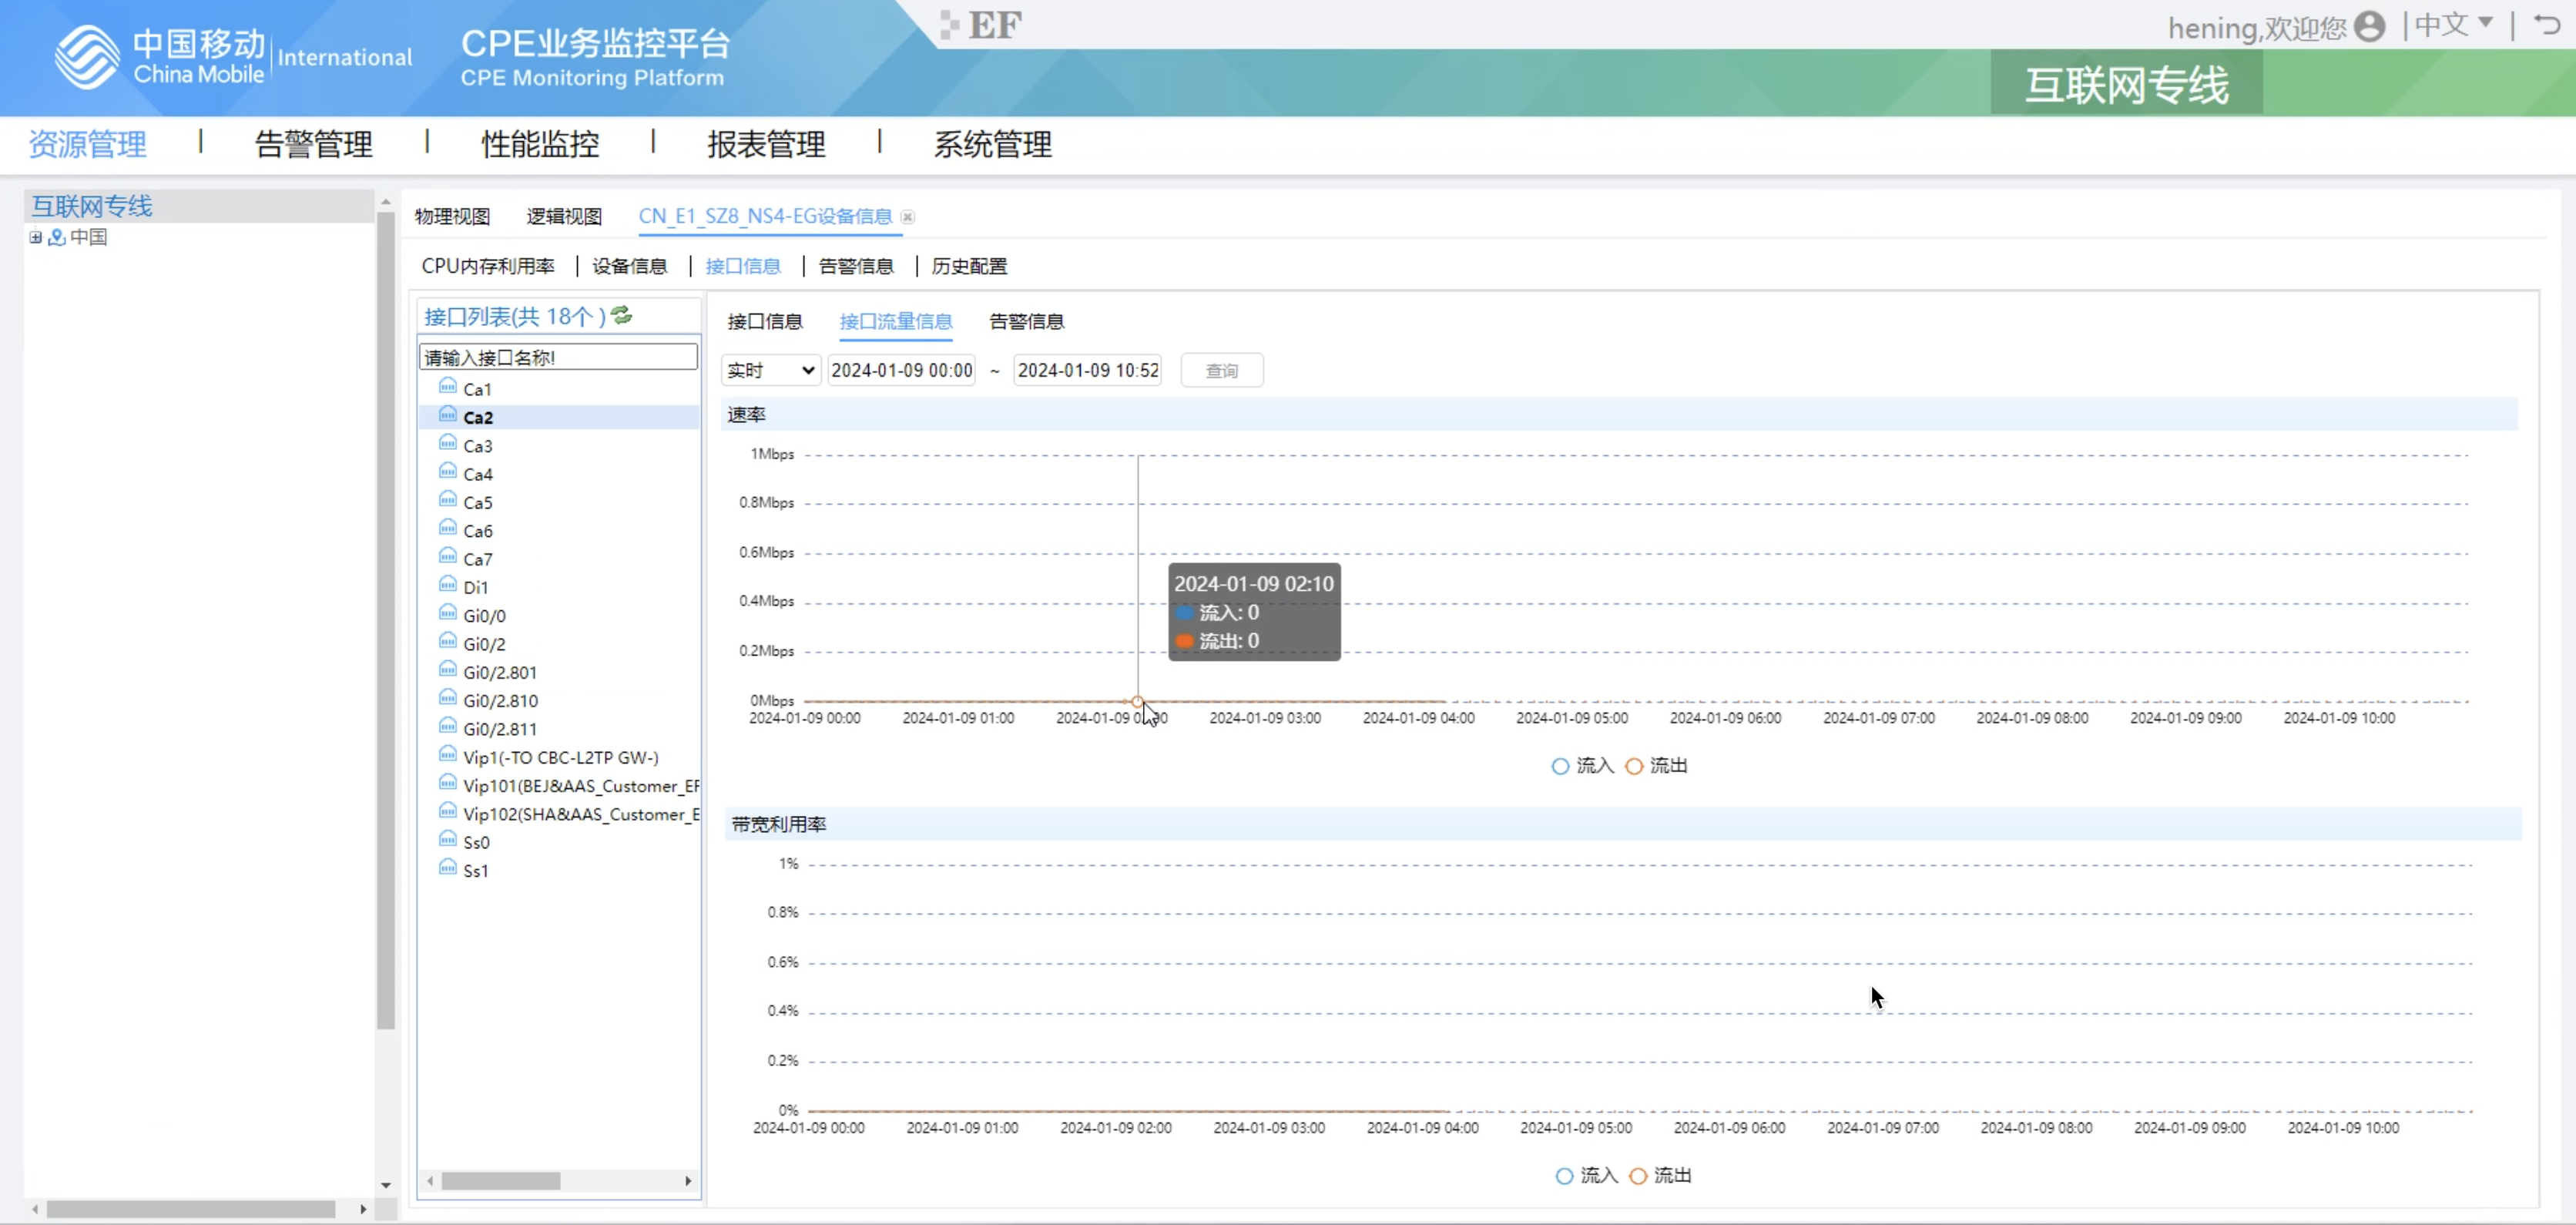 中国移动
China Mobile
International
CPE业务监控平台
CPE Monitoring Platform
EF
hening,欢迎您
中文
互联网专线
资源管理 | 告警管理 | 性能监控 | 报表管理 | 系统管理
互联网专线
中国
物理视图 逻辑视图 CN_E1_SZ8_NS4-EG设备信息
CPU内存利用率 | 设备信息 | 接口信息 | 告警信息 | 历史配置
接口列表(共 18个 )
请输入接口名称!
Ca1
Ca2
Ca3
Ca4
Ca5
Ca6
Ca7
Di1
Gi0/0
Gi0/2
Gi0/2.801
Gi0/2.810
Gi0/2.811
Vip1(-TO CBC-L2TP GW-)
Vip101(BEJ&AAS_Customer_EF
Vip102(SHA&AAS_Customer_E
Ss0
Ss1
接口信息 接口流量信息 告警信息
实时 2024-01-09 00:00 ~ 2024-01-09 10:52 查询
速率
1Mbps
0.8Mbps
0.6Mbps
0.4Mbps
0.2Mbps
0Mbps
2024-01-09 02:10
流入: 0
流出: 0
2024-01-09 00:00 2024-01-09 01:00 2024-01-09 2024-01-09 03:00 2024-01-09 04:00 2024-01-09 05:00 2024-01-09 06:00 2024-01-09 07:00 2024-01-09 08:00 2024-01-09 09:00 2024-01-09 10:00
流入 流出
带宽利用率
1%
0.8%
0.6%
0.4%
0.2%
0%
2024-01-09 00:00 2024-01-09 01:00 2024-01-09 02:00 2024-01-09 03:00 2024-01-09 04:00 2024-01-09 05:00 2024-01-09 06:00 2024-01-09 07:00 2024-01-09 08:00 2024-01-09 09:00 2024-01-09 10:00
流入 流出